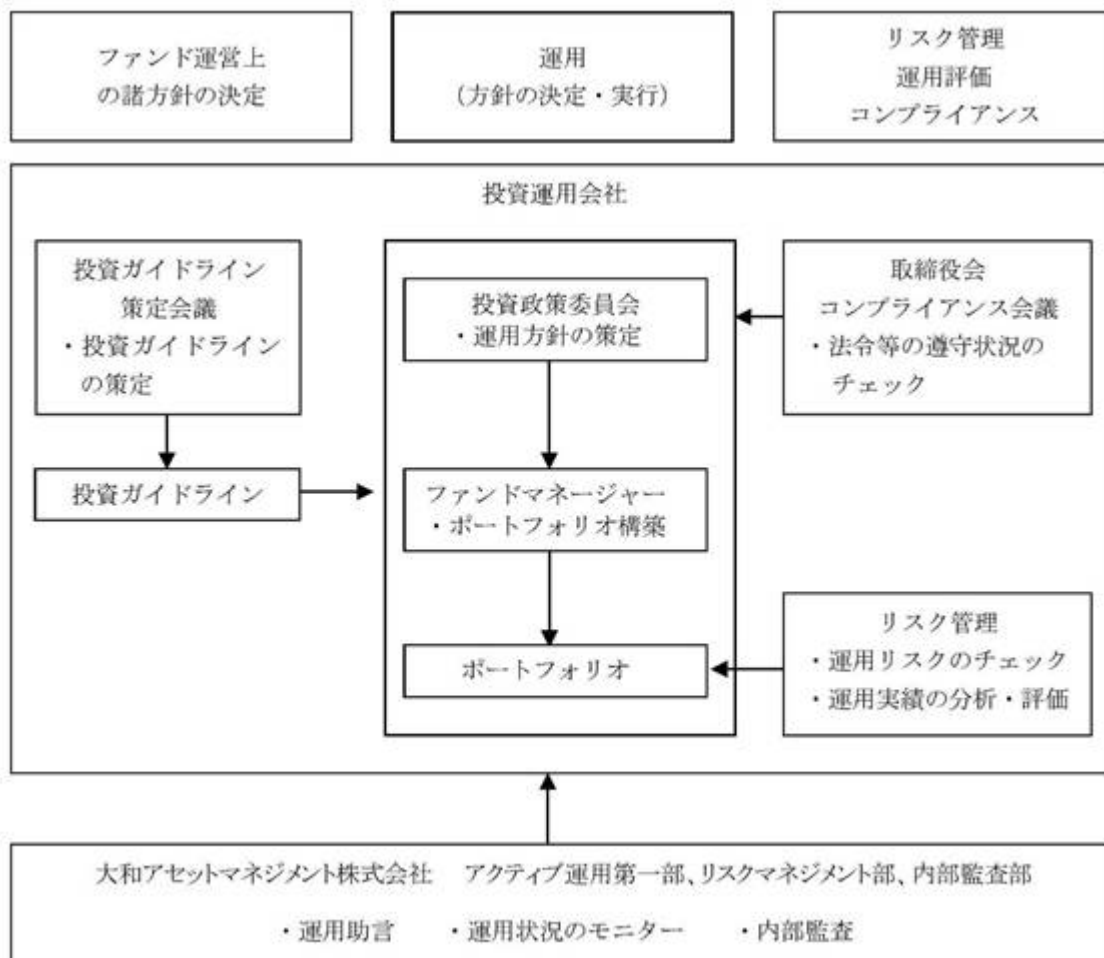 ファンド運営上
の諸方針の決定
運用
(方針の決定・実行)
リスク管理
運用評価
コンプライアンス
投資運用会社
投資ガイドライン
策定会議
・投資ガイドライン
の策定
投資ガイドライン
投資政策委員会
・運用方針の策定
ファンドマネージャー
・ポートフォリオ構築
ポートフォリオ
取締役会
コンプライアンス会議
・法令等の遵守状況の
チェック
リスク管理
・運用リスクのチェック
・運用実績の分析・評価
大和アセットマネジメント株式会社 アクティブ運用第一部、リスクマネジメント部、内部監査部
・運用助言 ・運用状況のモニター ・内部監査